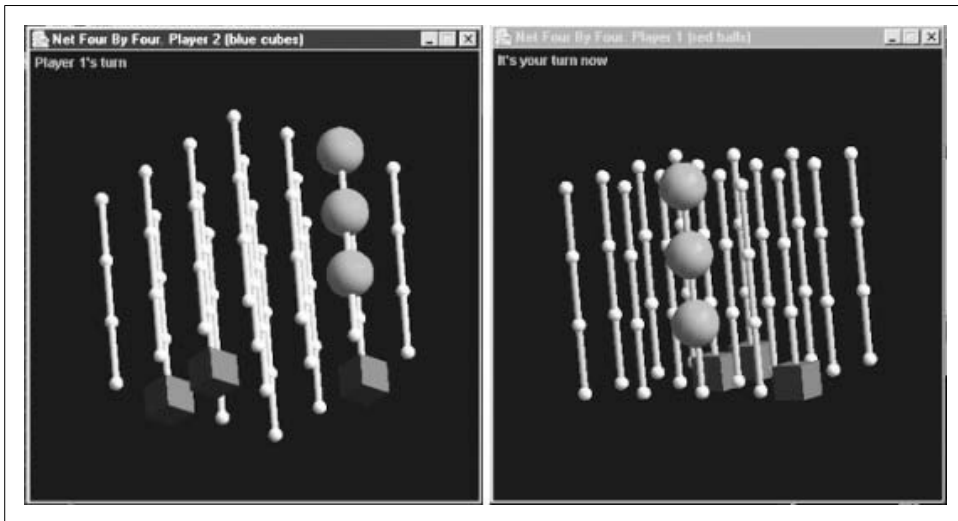 Net Four By Four. Player 2 (blue cubes)
Player 1's turn
Net Four By Four. Player 1 (red balls)
It's your turn now